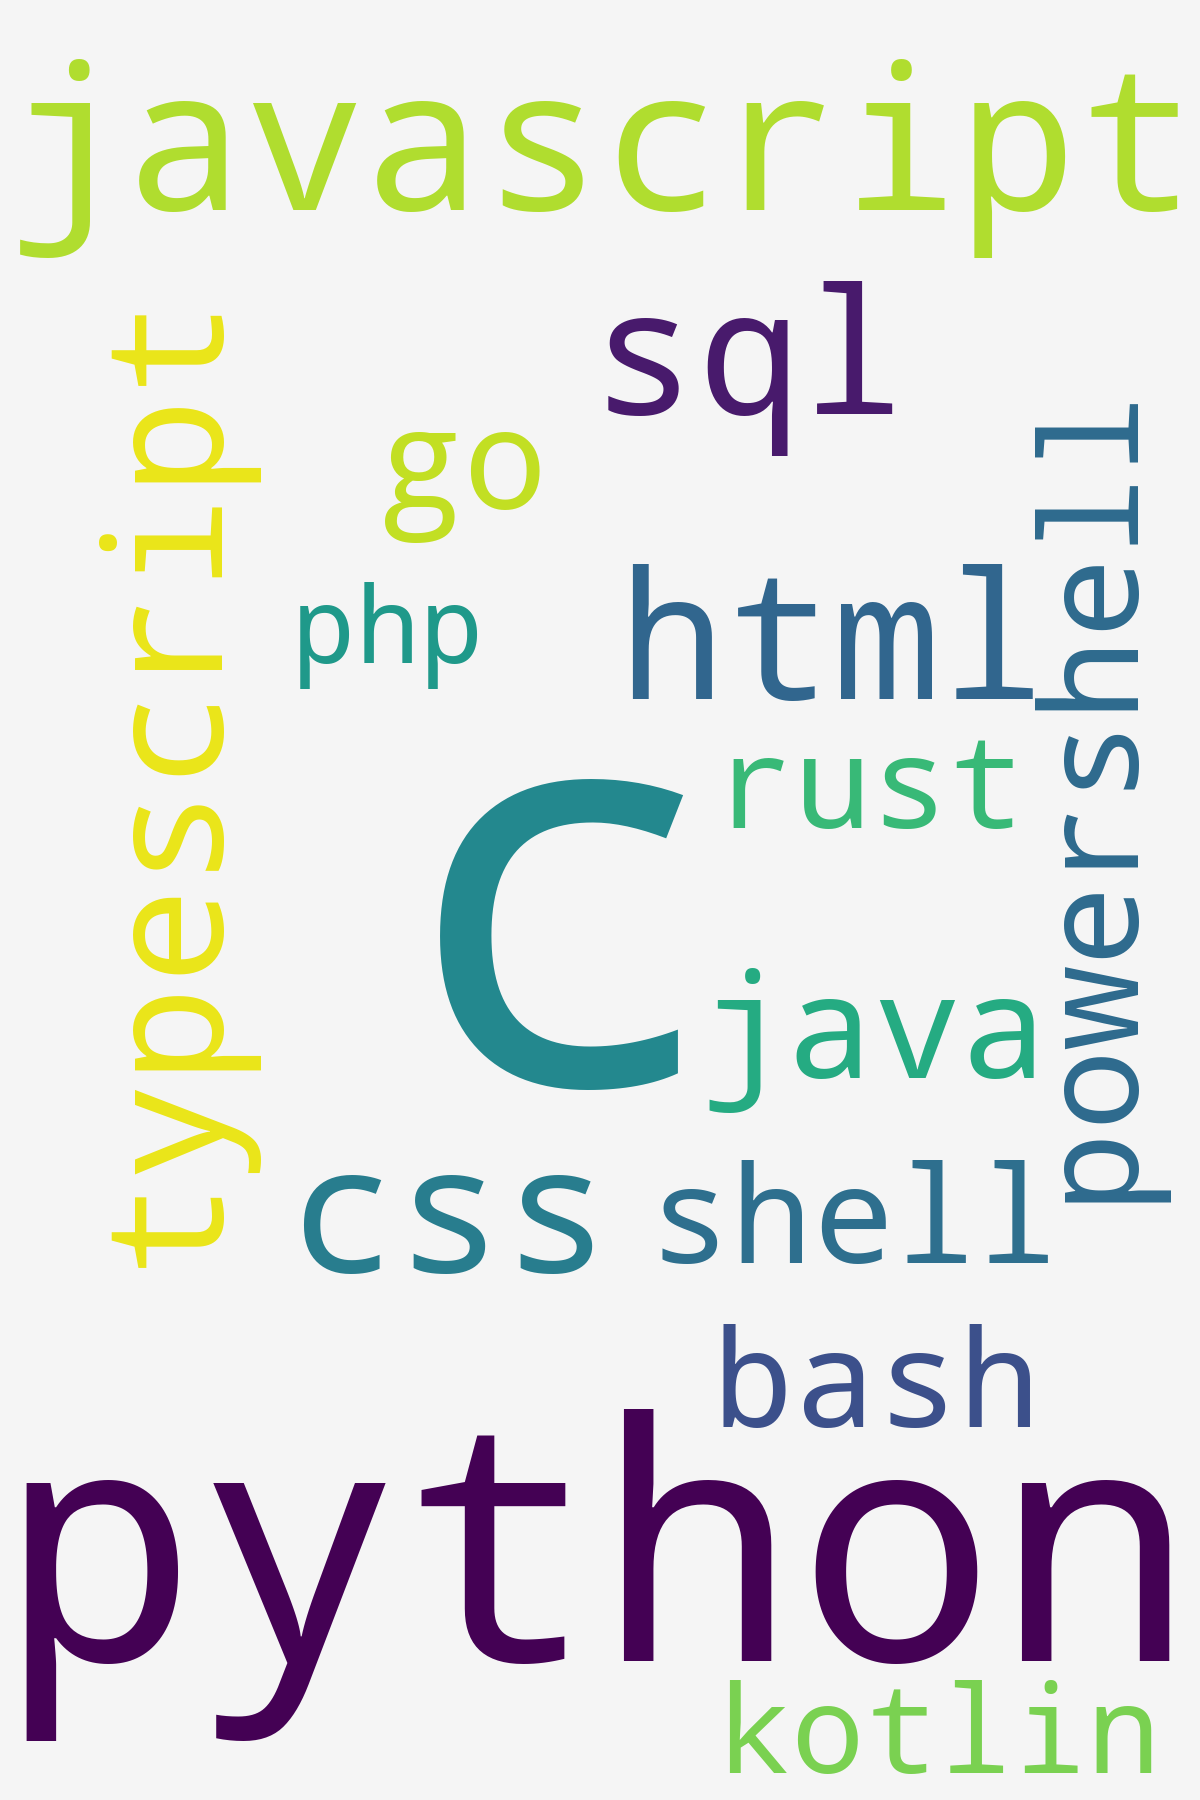 javascript
sql
typescript
go
powershell
html
php
rust
c
java
css
shell
bash
python
kotlin